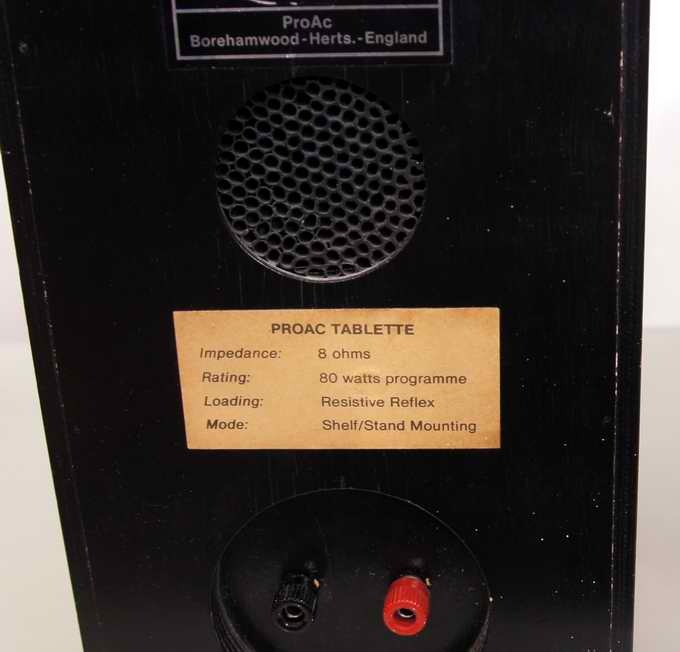 ProAc
Borehamwood-Herts.-England
PROAC TABLETTE
Impedance: 8 ohms
Rating: 80 watts programme
Loading: Resistive Reflex
Mode: Shelf/Stand Mounting